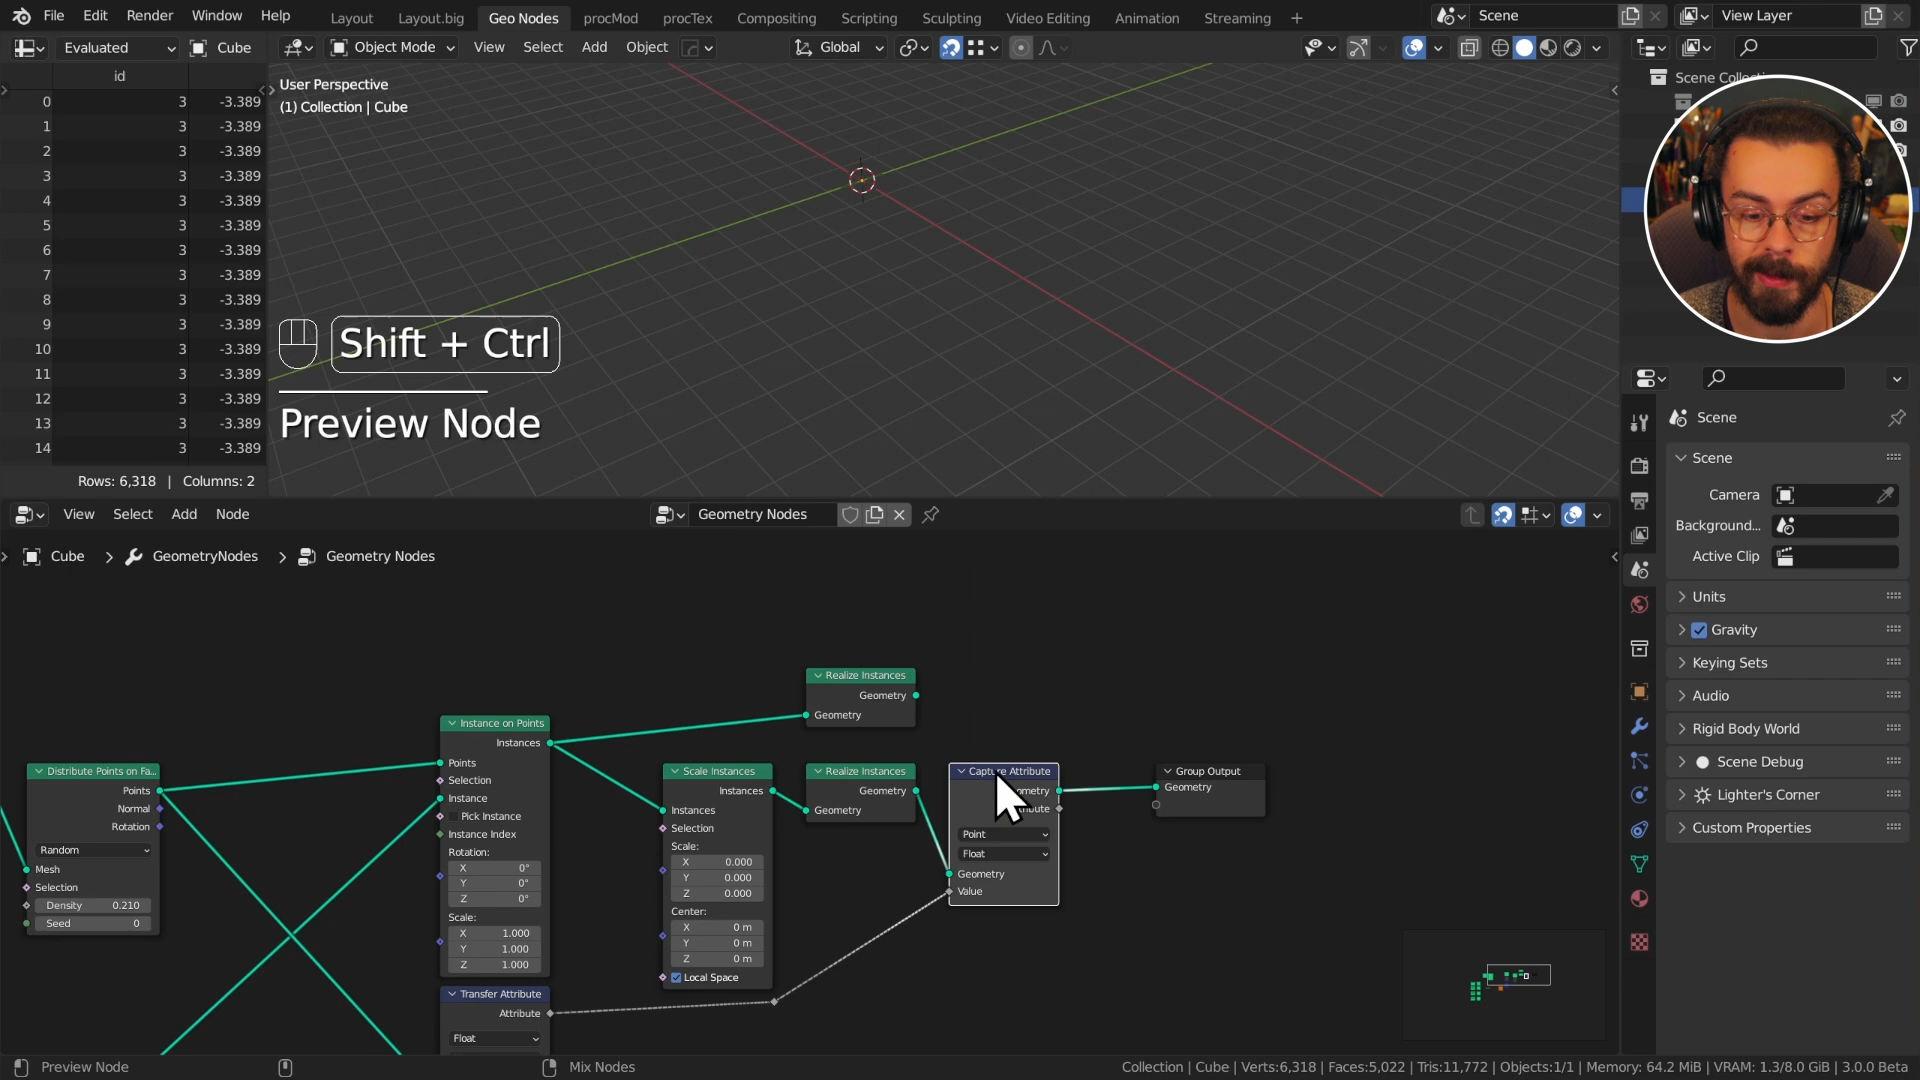 File Edit Render Window Help Layout Layout.big Geo Nodes procMod procTex Compositing Scripting Sculpting Video Editing Animation Streaming + Scene View Layer
Evaluated Cube Object Mode View Select Add Object Global
id
0 3 -3.389
1 3 -3.389
2 3 -3.389
3 3 -3.389
4 3 -3.389
5 3 -3.389
6 3 -3.389
7 3 -3.389
8 3 -3.389
9 3 -3.389
10 3 -3.389
11 3 -3.389
12 3 -3.389
13 3 -3.389
14 3 -3.389
Rows: 6,318 | Columns: 2
User Perspective
(1) Collection | Cube
Shift + Ctrl
Preview Node
View Select Add Node Geometry Nodes
Cube > GeometryNodes > Geometry Nodes
Distribute Points on Fa...
Points
Normal
Rotation
Random
Mesh
Selection
Density 0.210
Seed 0
Instance on Points
Instances
Points
Selection
Instance
Pick Instance
Instance Index
Rotation:
X 0°
Y 0°
Z 0°
Scale:
X 1.000
Y 1.000
Z 1.000
Transfer Attribute
Attribute
Float
Realize Instances
Geometry
Geometry
Scale Instances
Instances
Instances
Selection
Scale:
X 0.000
Y 0.000
Z 0.000
Center:
X 0 m
Y 0 m
Z 0 m
Local Space
Realize Instances
Geometry
Geometry
Capture Attribute
Point
Float
Geometry
Value
Group Output
Geometry
Scene
Scene
Camera
Background...
Active Clip
Units
Gravity
Keying Sets
Audio
Rigid Body World
Scene Debug
Lighter's Corner
Custom Properties
Preview Node Mix Nodes Collection | Cube | Verts:6,318 | Faces:5,022 | Tris:11,772 | Objects:1/1 | Memory: 64.2 MiB | VRAM: 1.3/8.0 GiB | 3.0.0 Beta